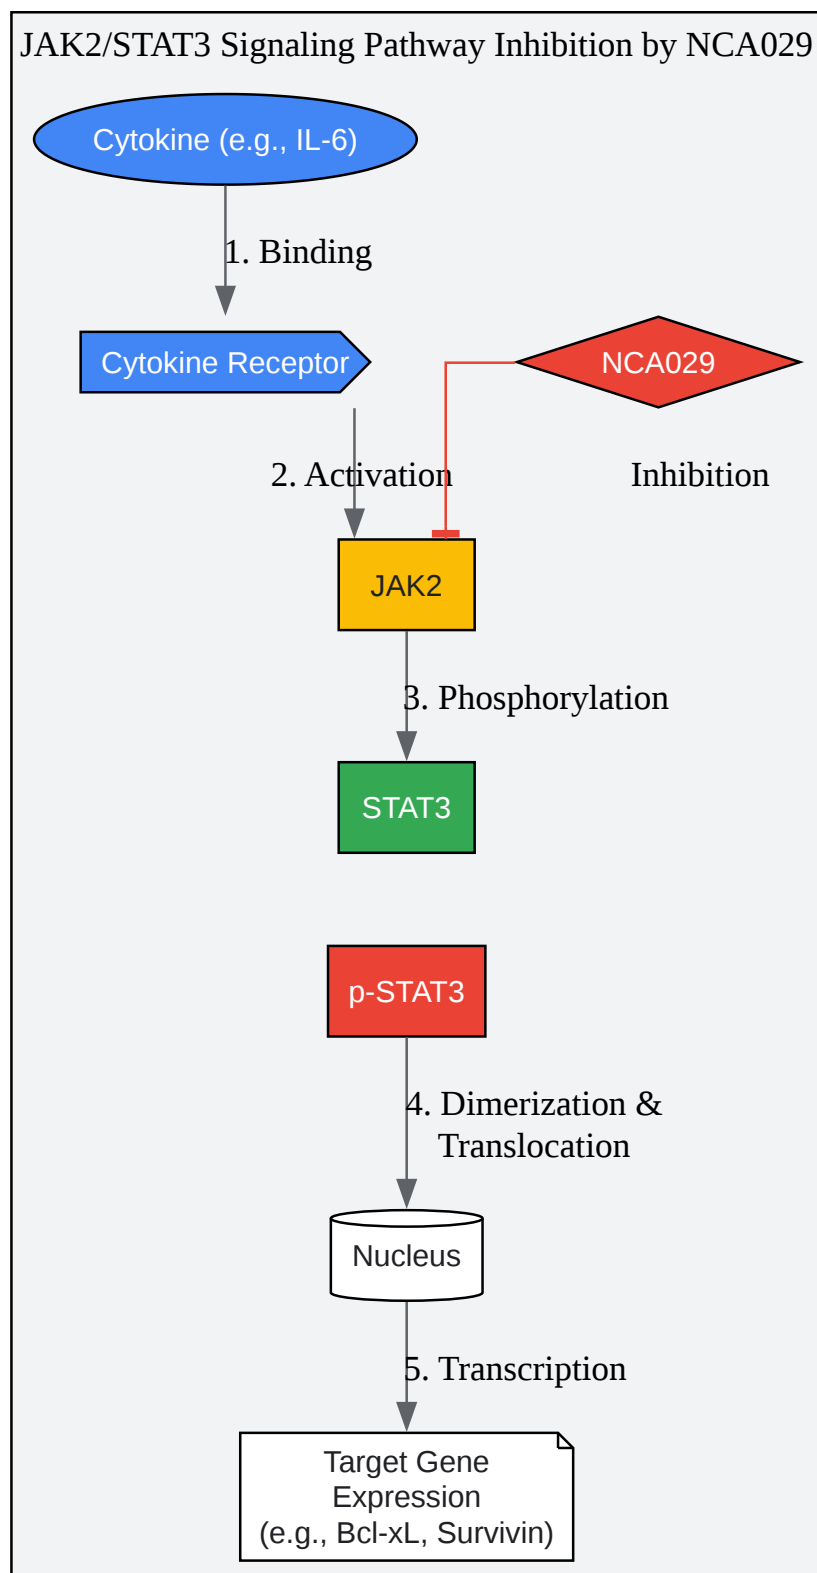 JAK2/STAT3 Signaling Pathway Inhibition by NCA029
Cytokine (e.g., IL-6)
1. Binding
Cytokine Receptor
NCA029
2. Activation
Inhibition
JAK2
3. Phosphorylation
STAT3
p-STAT3
4. Dimerization &
Translocation
Nucleus
5. Transcription
Target Gene
Expression
(e.g., Bcl-xL, Survivin)